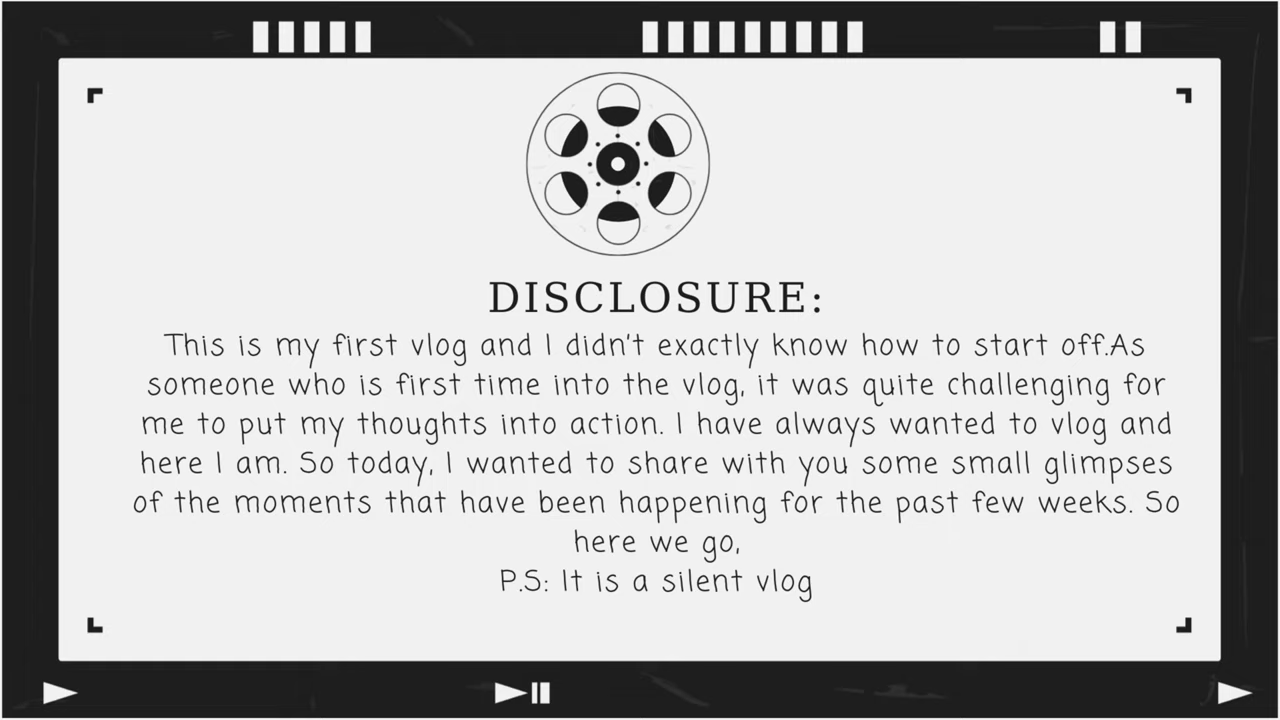 DISCLOSURE:
This is my first vlog and I didn't exactly know how to start off.As
someone who is first time into the vlog, it was quite challenging for
me to put my thoughts into action. I have always wanted to vlog and
here I am. So today, I wanted to share with you some small glimpses
of the moments that have been happening for the past few weeks. So
here we go,
P.S: It is a silent vlog